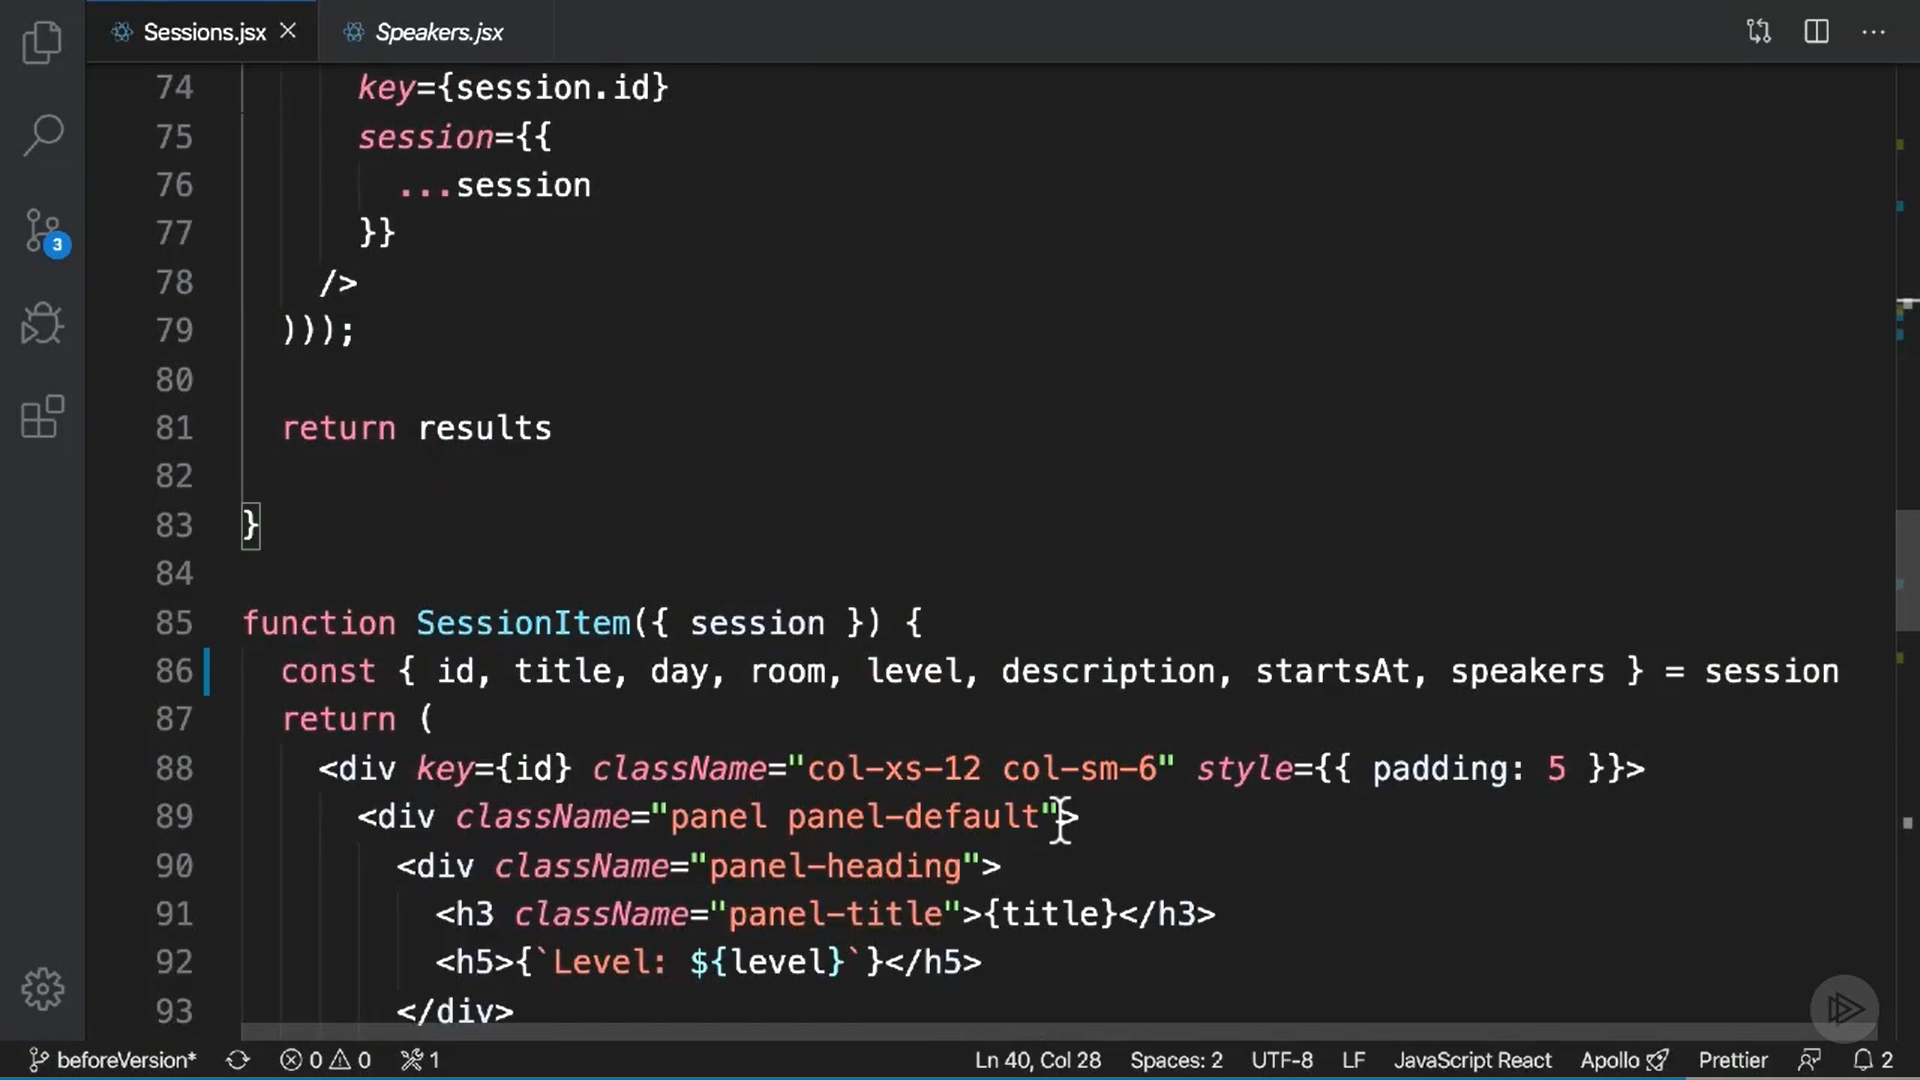 Sessions.jsx
Speakers.jsx
74 key={session.id}
75 session={{
76 ...session
77 }}
78 />
79 )));
80
81 return results
82
83 }
84
85 function SessionItem({ session }) {
86 const { id, title, day, room, level, description, startsAt, speakers } = session
87 return (
88 <div key={id} className="col-xs-12 col-sm-6" style={{ padding: 5 }}>
89 <div className="panel panel-default">
90 <div className="panel-heading">
91 <h3 className="panel-title">{title}</h3>
92 <h5>{`Level: ${level}`}</h5>
93 </div>
3
beforeVersion* 0 0 1 Ln 40, Col 28 Spaces: 2 UTF-8 LF JavaScript React Apollo Prettier 2